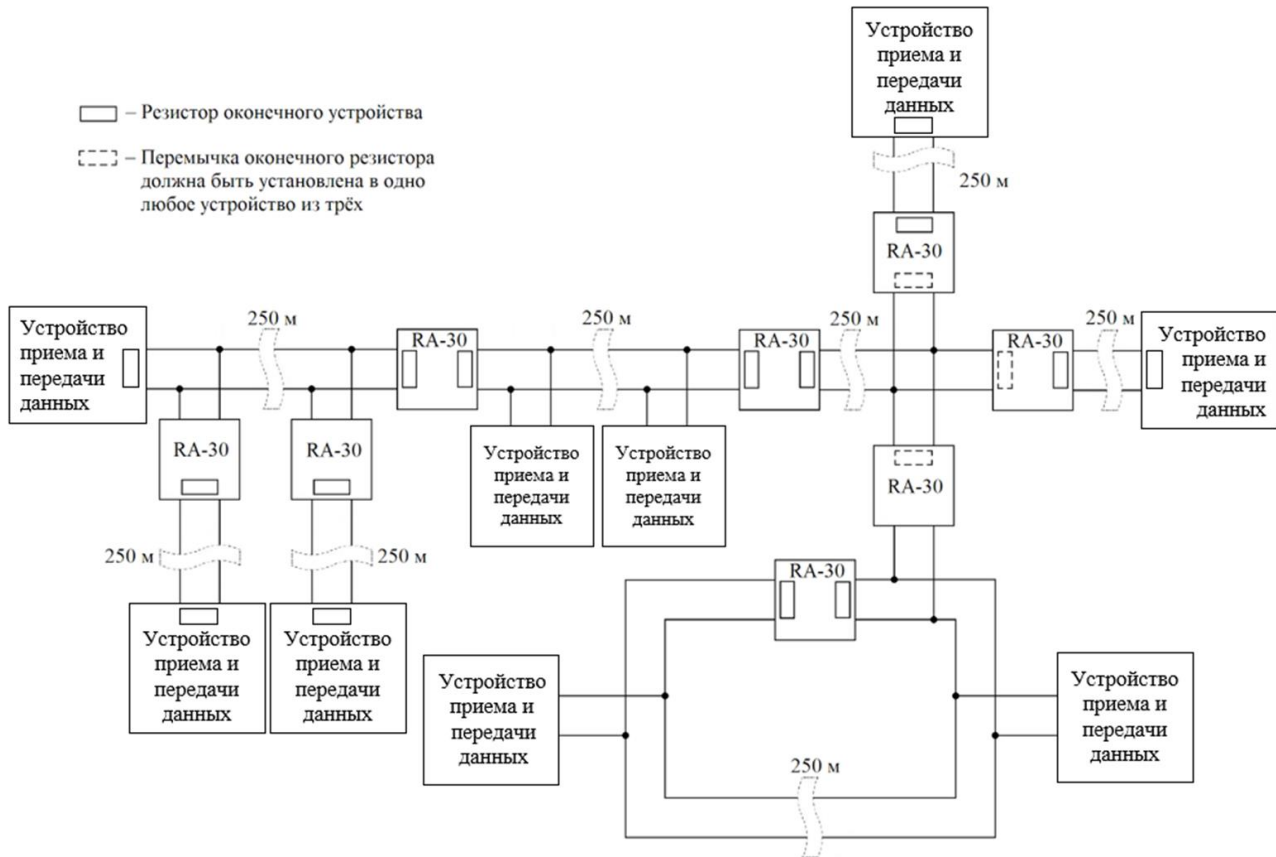 Устройство
приема и
передачи
данных
– Резистор оконечного устройства
– Перемычка оконечного резистора
должна быть установлена в одно
любое устройство из трёх
250 м
RA-30
Устройство
приема и
передачи
данных
250 м
RA-30
250 м
RA-30
250 м
RA-30
250 м
Устройство
приема и
передачи
данных
RA-30
RA-30
Устройство
приема и
передачи
данных
Устройство
приема и
передачи
данных
RA-30
250 м
250 м
RA-30
Устройство
приема и
передачи
данных
Устройство
приема и
передачи
данных
Устройство
приема и
передачи
данных
Устройство
приема и
передачи
данных
250 м